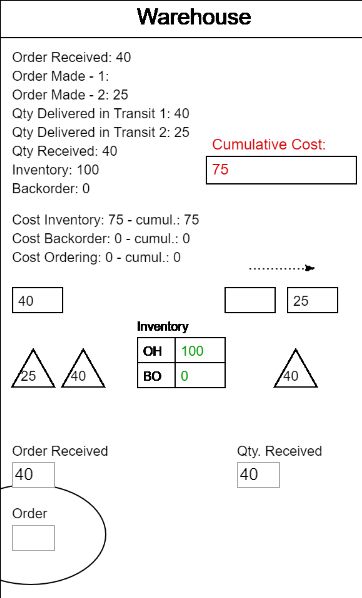 Warehouse
Order Received: 40
Order Made - 1:
Order Made - 2: 25
Qty Delivered in Transit 1: 40
Qty Delivered in Transit 2: 25
Qty Received: 40
Inventory: 100
Backorder: 0
Cumulative Cost:
75
Cost Inventory: 75 - cumul.: 75
Cost Backorder: 0 - cumul.: 0
Cost Ordering: 0 - cumul.: 0
40 25
Inventory
OH 100
BO 0
25 40 40
Order Received Qty. Received
40 40
Order